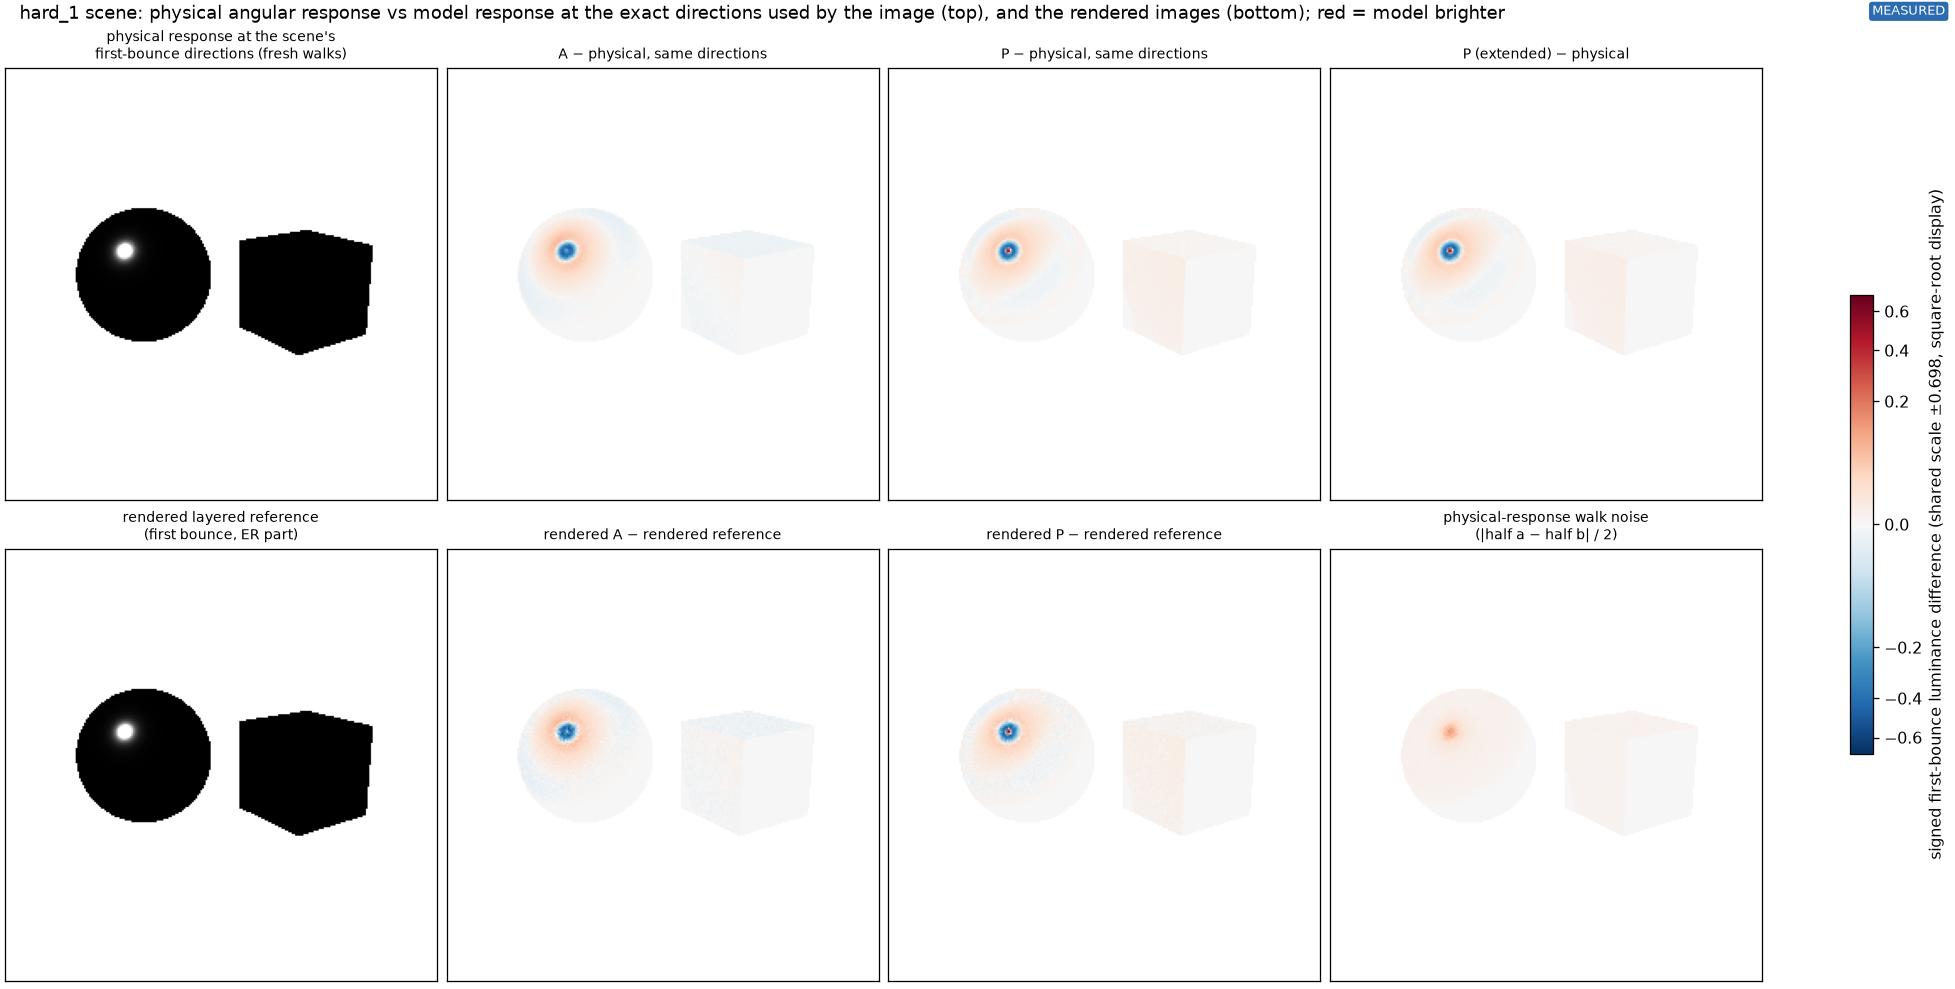 hard_1 scene: physical angular response vs model response at the exact directions used by the image (top), and the rendered images (bottom); red = model brighter
MEASURED
physical response at the scene's
first-bounce directions (fresh walks)
A − physical, same directions
P − physical, same directions
P (extended) − physical
rendered layered reference
(first bounce, ER part)
rendered A − rendered reference
rendered P − rendered reference
physical-response walk noise
(|half a − half b| / 2)
0.6
0.4
0.2
0.0
−0.2
−0.4
−0.6
signed first-bounce luminance difference (shared scale ±0.698, square-root display)